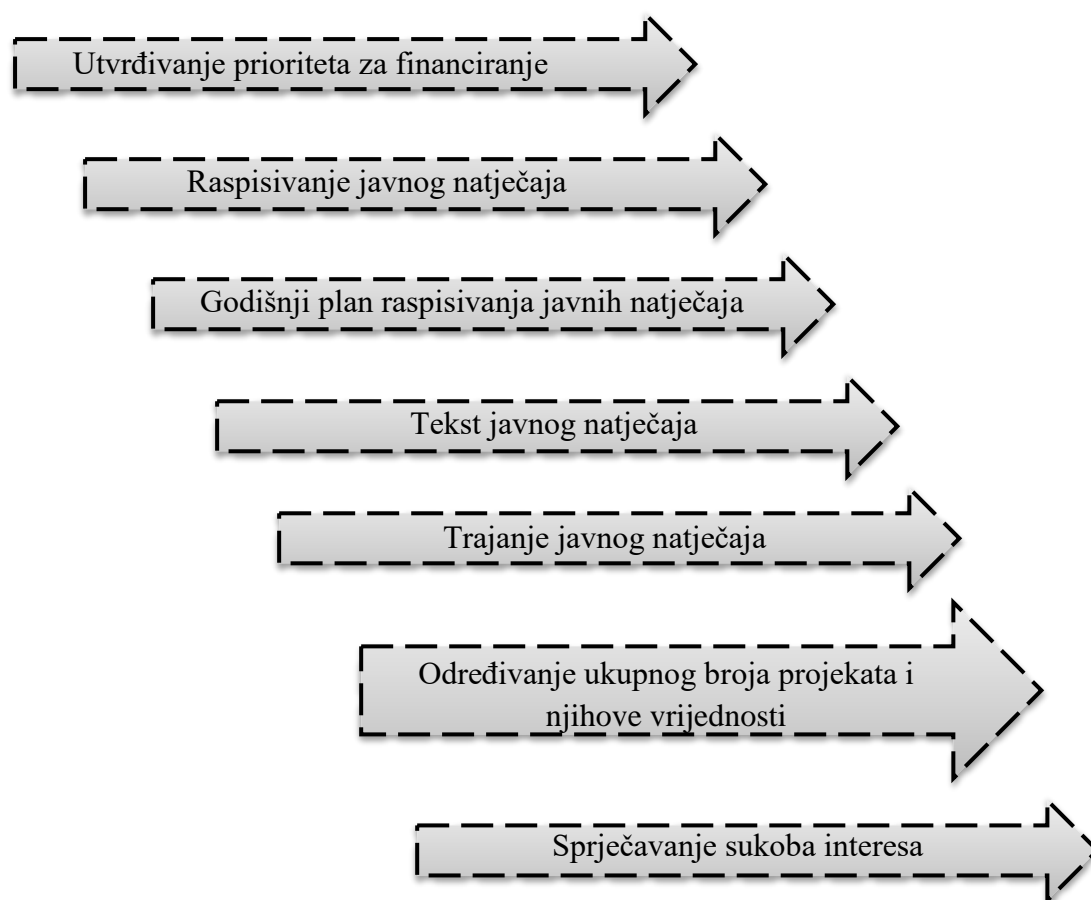 Utvrđivanje prioriteta za financiranje
Raspisivanje javnog natječaja
Godišnji plan raspisivanja javnih natječaja
Tekst javnog natječaja
Trajanje javnog natječaja
Određivanje ukupnog broja projekata i
njihove vrijednosti
Sprječavanje sukoba interesa